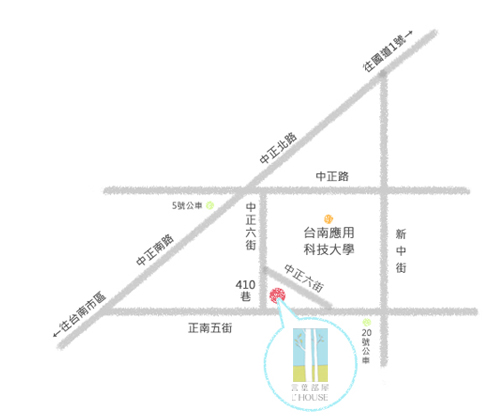 往國道1號→
中正北路
中正路
5號公車
中正六街
台南應用
科技大學
新中街
中正南路
中正六街
410
巷
←往台南市區
正南五街
20
號公車
言葉部屋
HOUSE